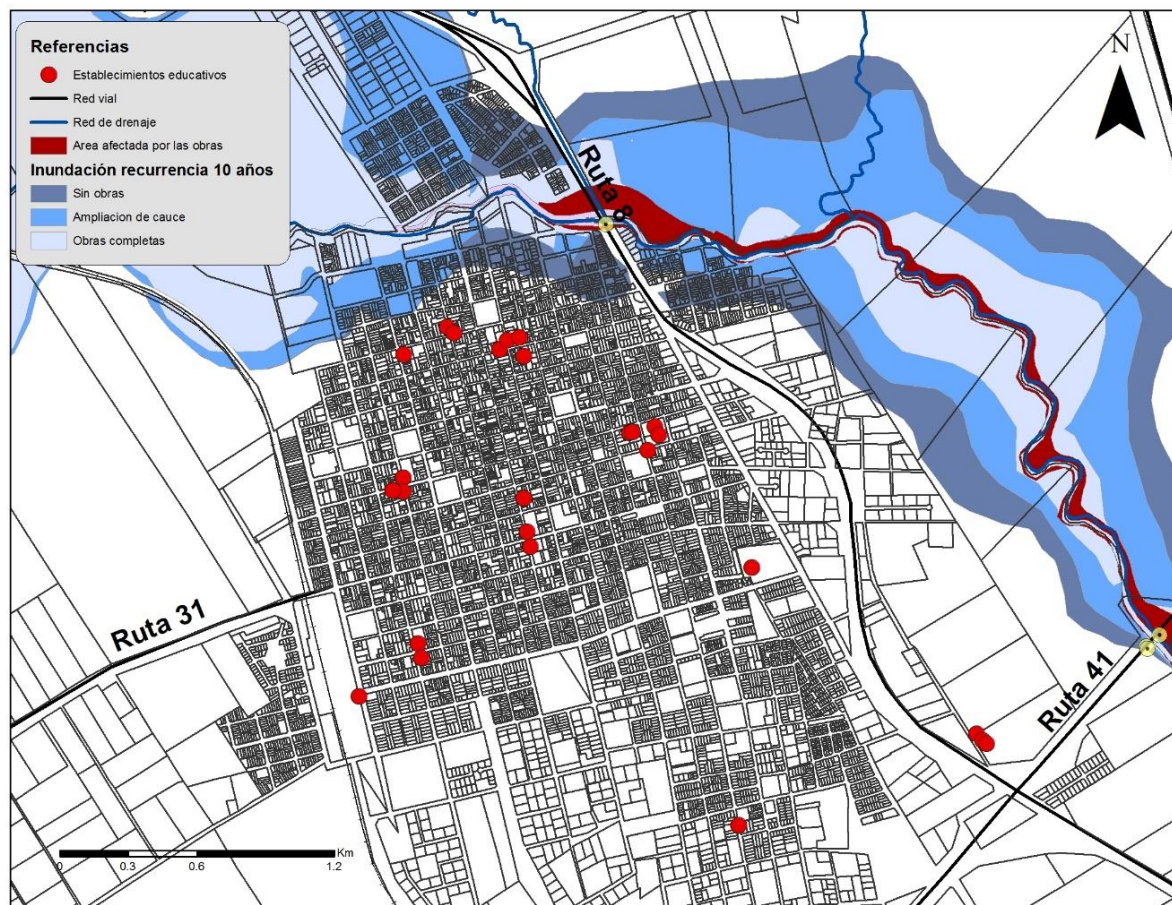 Referencias
Establecimientos educativos
Red vial
Red de drenaje
Area afectada por las obras
Inundación recurrencia 10 años
Sin obras
Ampliacion de cauce
Obras completas
N
Ruta 8
Ruta 31
Ruta 41
Km
0 0.3 0.6 1.2